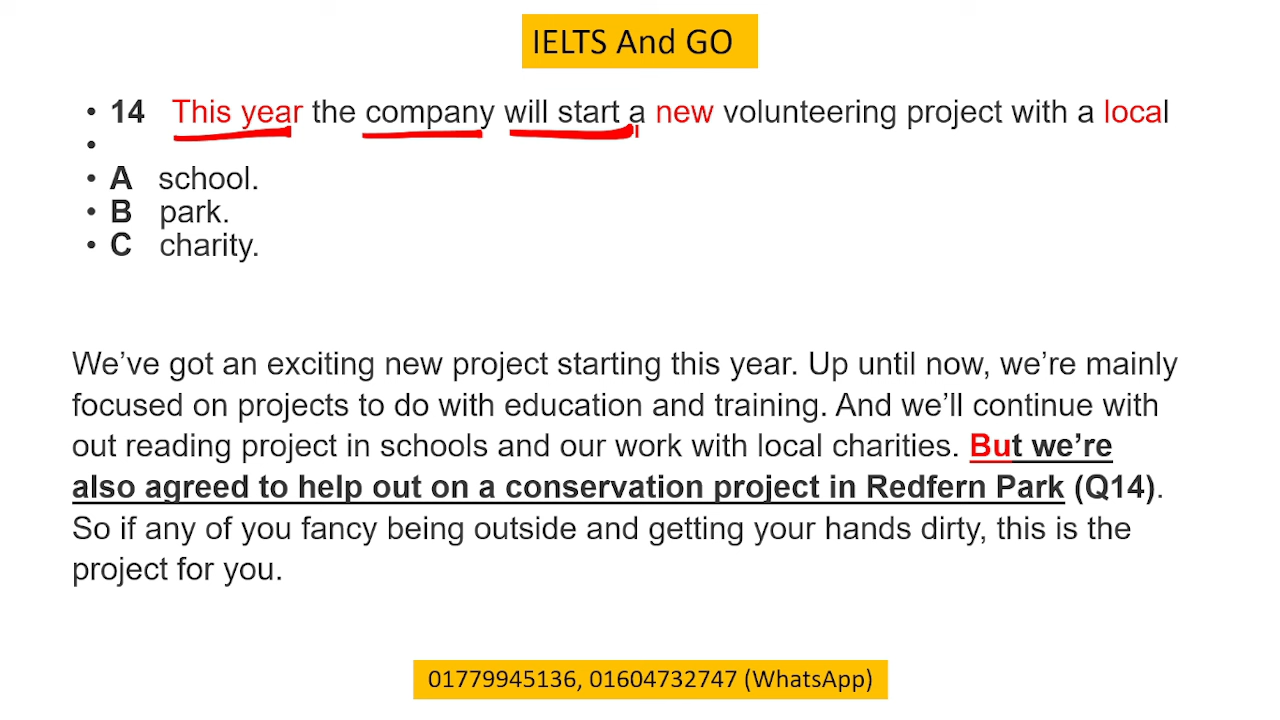 IELTS And GO
• 14 This year the company will start a new volunteering project with a local
•
• A school.
• B park.
• C charity.
We’ve got an exciting new project starting this year. Up until now, we’re mainly
focused on projects to do with education and training. And we’ll continue with
out reading project in schools and our work with local charities. But we’re
also agreed to help out on a conservation project in Redfern Park (Q14).
So if any of you fancy being outside and getting your hands dirty, this is the
project for you.
01779945136, 01604732747 (WhatsApp)